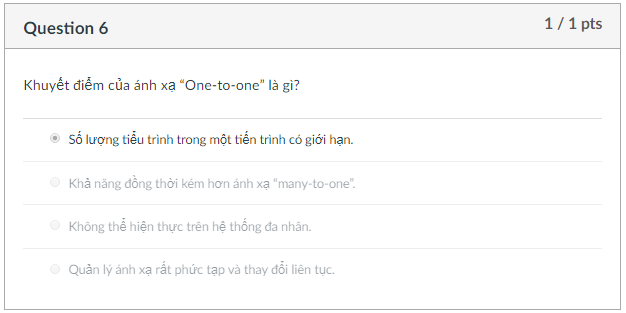 Question 6
1 / 1 pts
Khuyết điểm của ánh xạ “One-to-one” là gì?
Số lượng tiểu trình trong một tiến trình có giới hạn.
Khả năng đồng thời kém hơn ánh xạ “many-to-one”.
Không thể hiện thực trên hệ thống đa nhân.
Quản lý ánh xạ rất phức tạp và thay đổi liên tục.